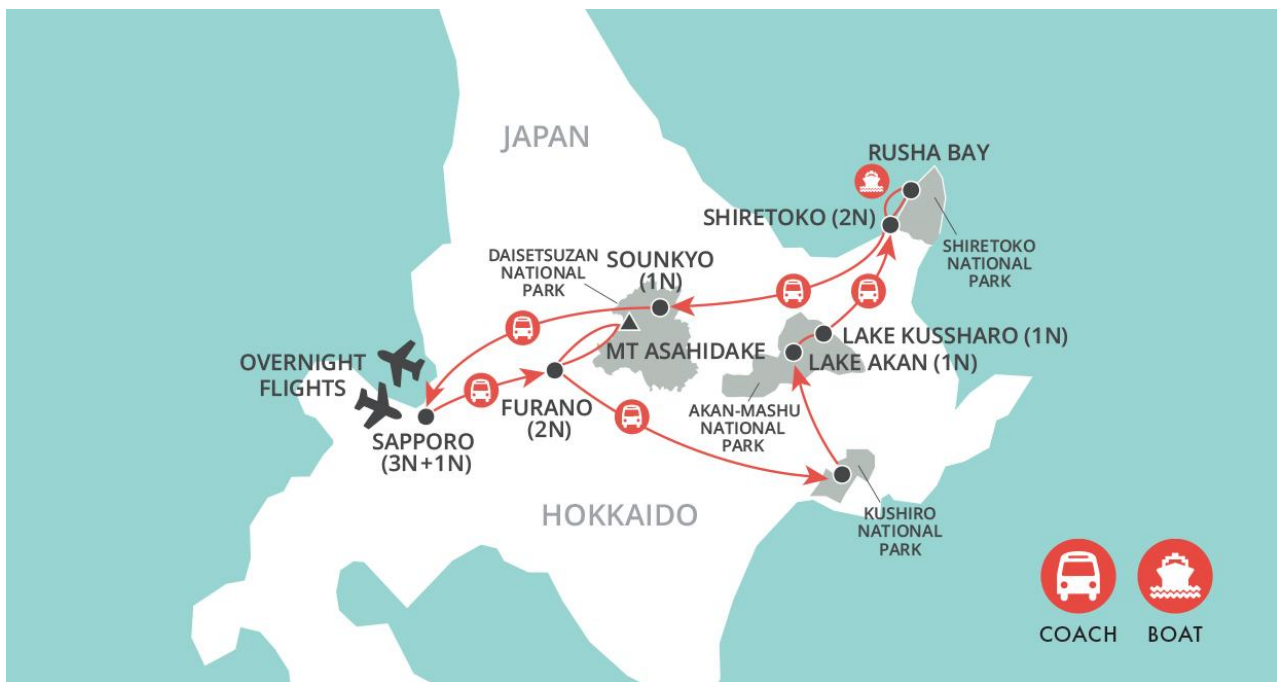 JAPAN
RUSHA BAY
SHIRETOKO (2N)
SHIRETOKO
NATIONAL
PARK
DAISETSUZAN
NATIONAL
PARK
SOUNKYO
(1N)
MT ASAHIDAKE
LAKE KUSSHARO (1N)
LAKE AKAN (1N)
OVERNIGHT
FLIGHTS
FURANO
(2N)
AKAN-MASHU
NATIONAL
PARK
SAPPORO
(3N+1N)
HOKKAIDO
KUSHIRO
NATIONAL
PARK
COACH
BOAT